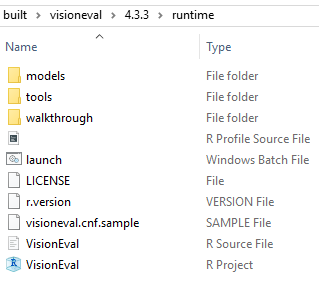 built > visioneval > 4.3.3 > runtime
Name Type
models File folder
tools File folder
walkthrough File folder
R Profile Source File
launch Windows Batch File
LICENSE File
r.version VERSION File
visioneval.cnf.sample SAMPLE File
VisionEval R Source File
VisionEval R Project